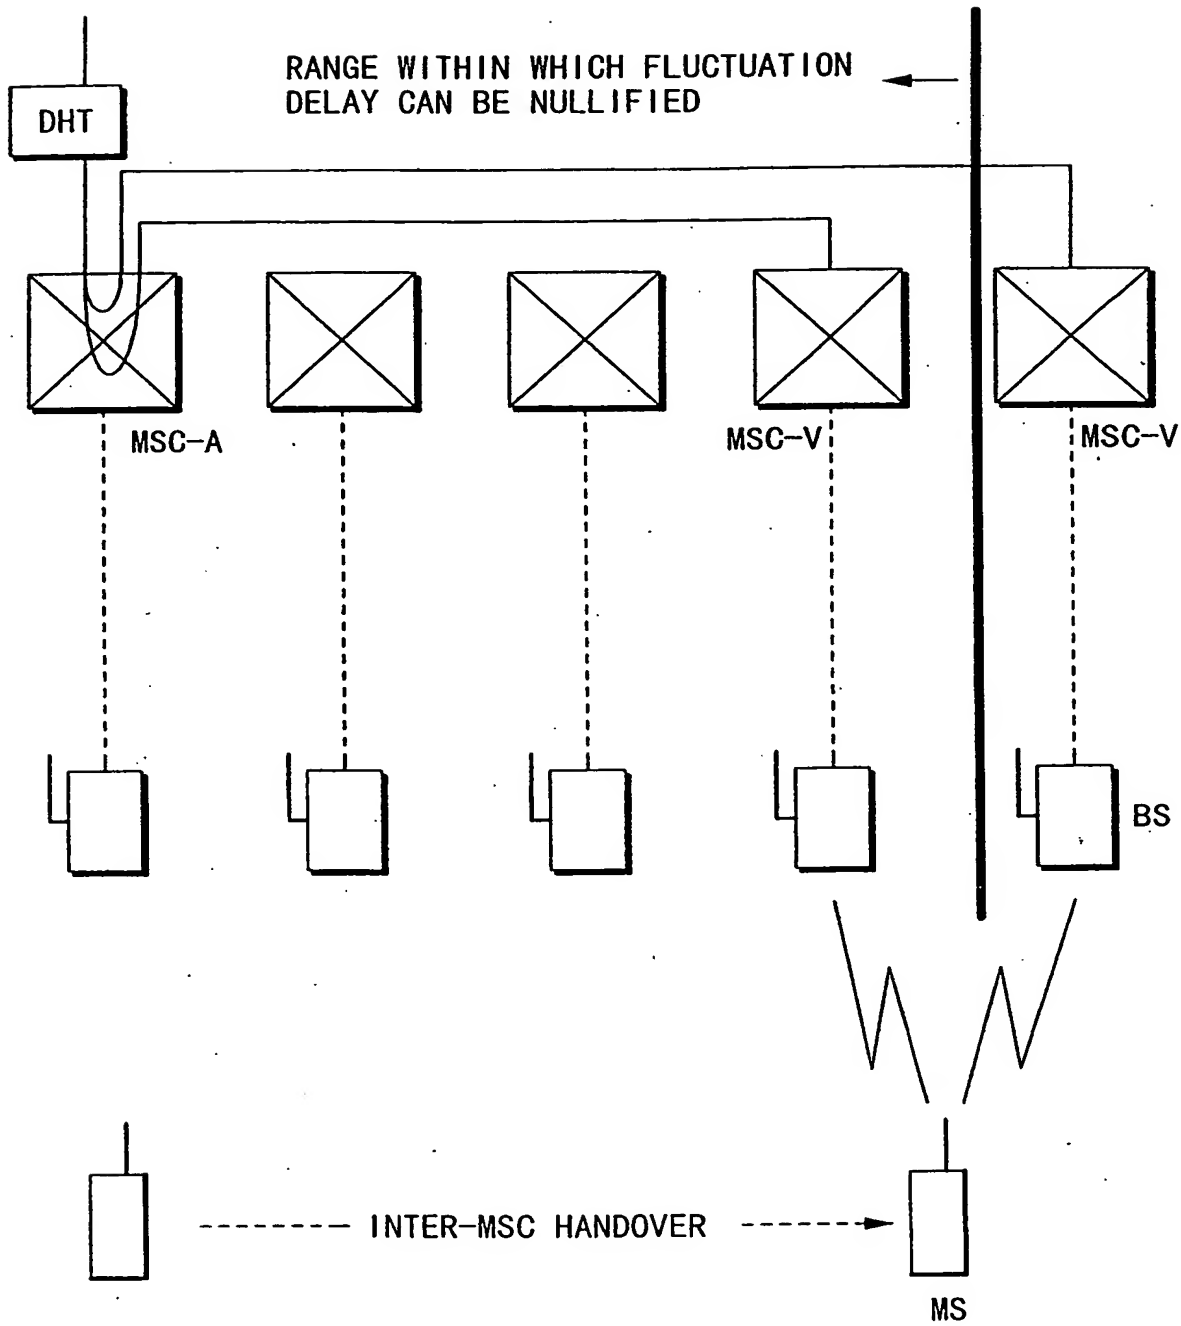 RANGE WITHIN WHICH FLUCTUATION
DELAY CAN BE NULLIFIED
DHT
MSC-A
MSC-V
MSC-V
BS
INTER-MSC HANDOVER
MS